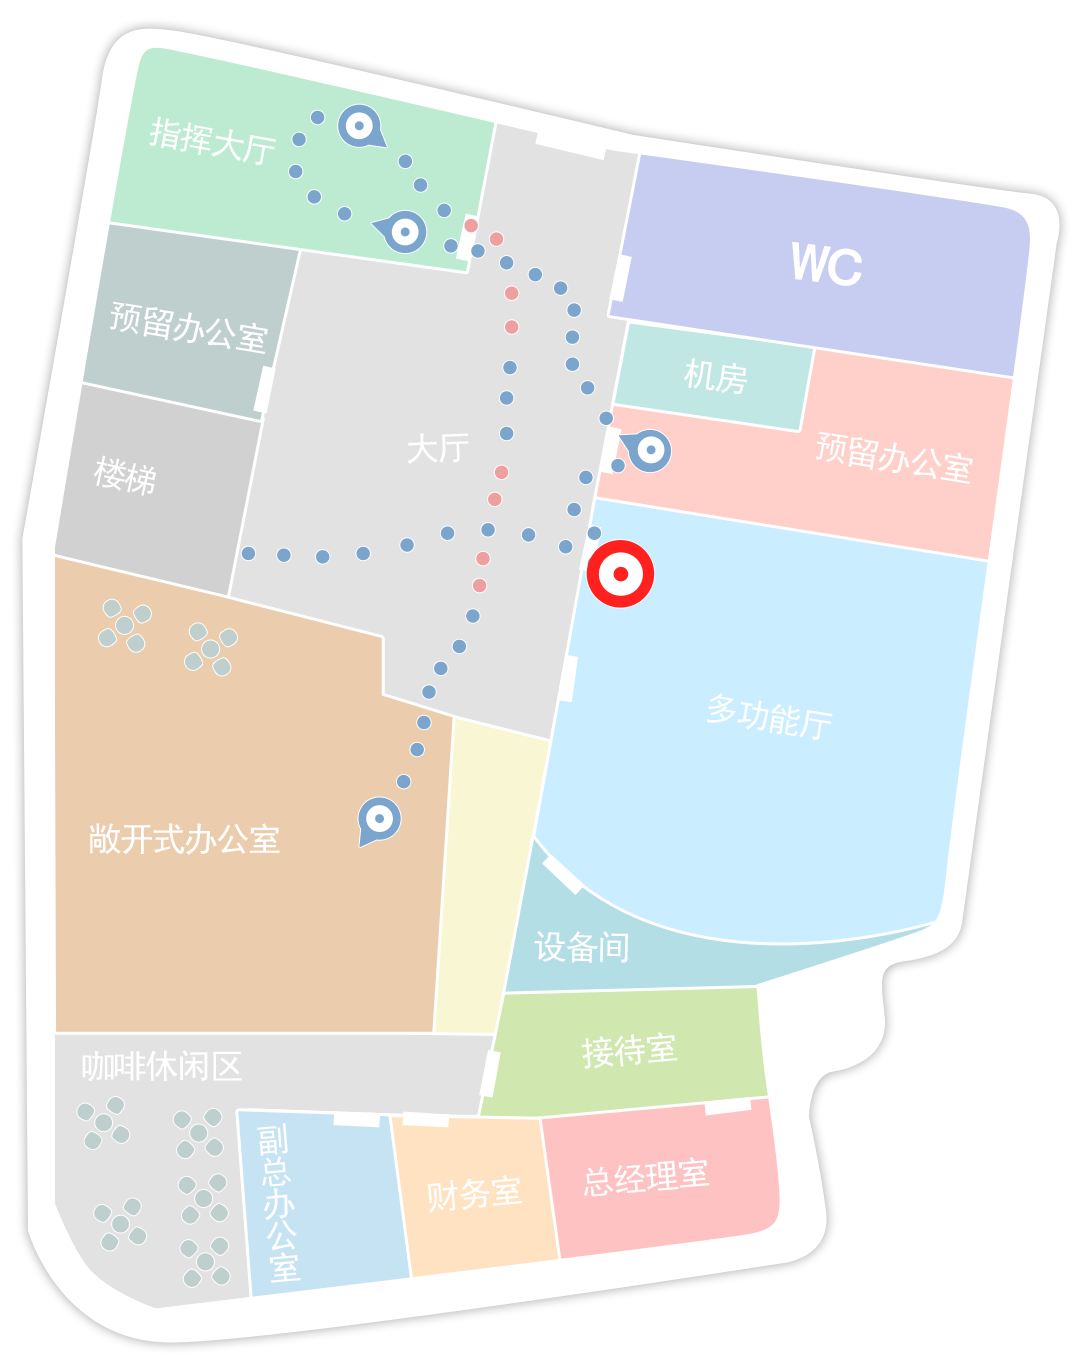 指挥大厅
WC
预留办公室
机房
大厅
预留办公室
楼梯
多功能厅
敞开式办公室
设备间
接待室
咖啡休闲区
副总办公室
财务室
总经理室